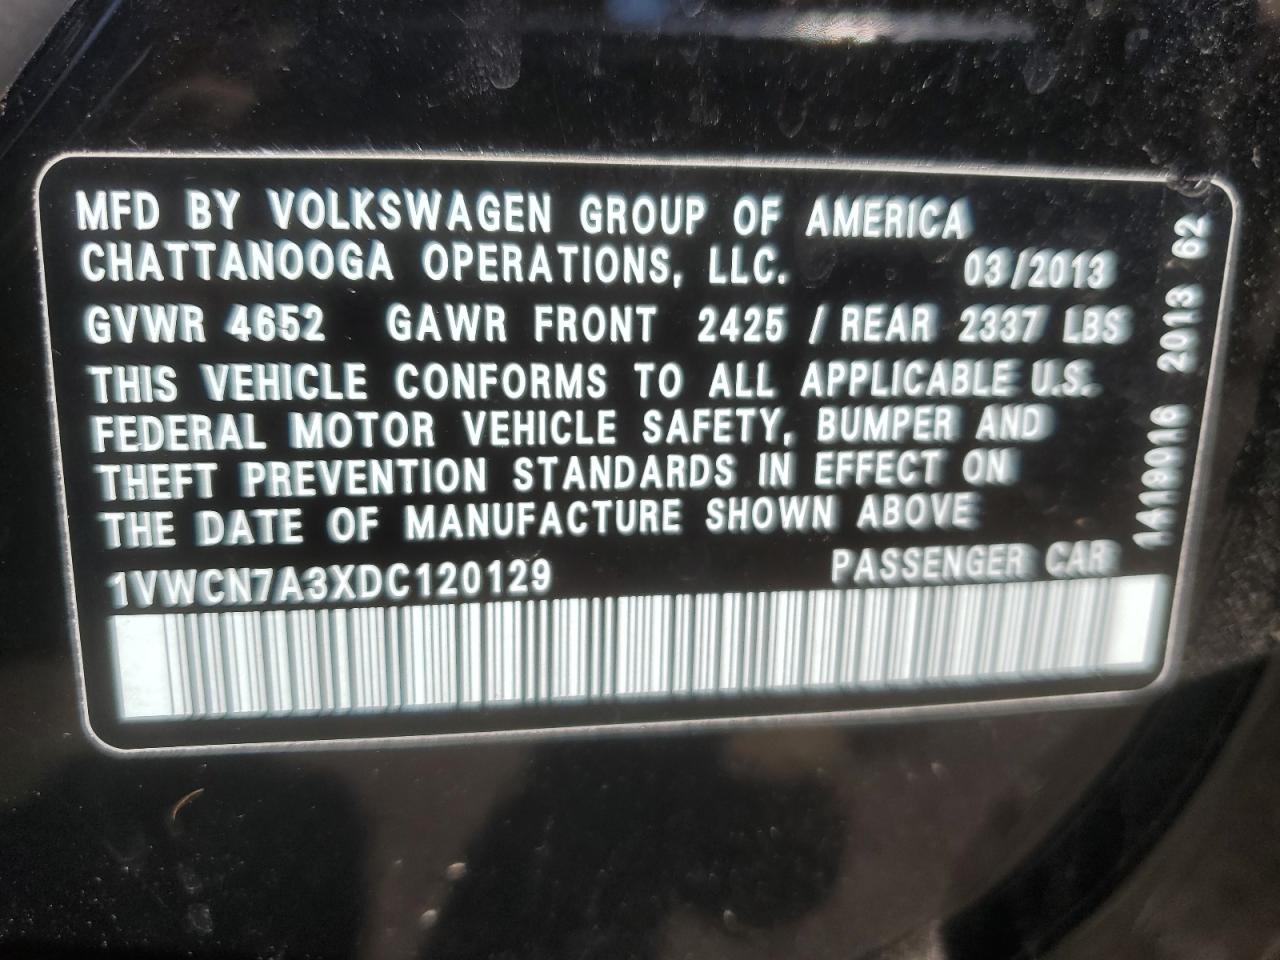 MFD BY VOLKSWAGEN GROUP OF AMERICA
CHATTANOOGA OPERATIONS, LLC. 03/2013
GVWR 4652 GAWR FRONT 2425 / REAR 2337 LBS
THIS VEHICLE CONFORMS TO ALL APPLICABLE U.S.
FEDERAL MOTOR VEHICLE SAFETY, BUMPER AND
THEFT PREVENTION STANDARDS IN EFFECT ON
THE DATE OF MANUFACTURE SHOWN ABOVE
1VWCN7A3XDC120129 PASSENGER CAR
2013 62